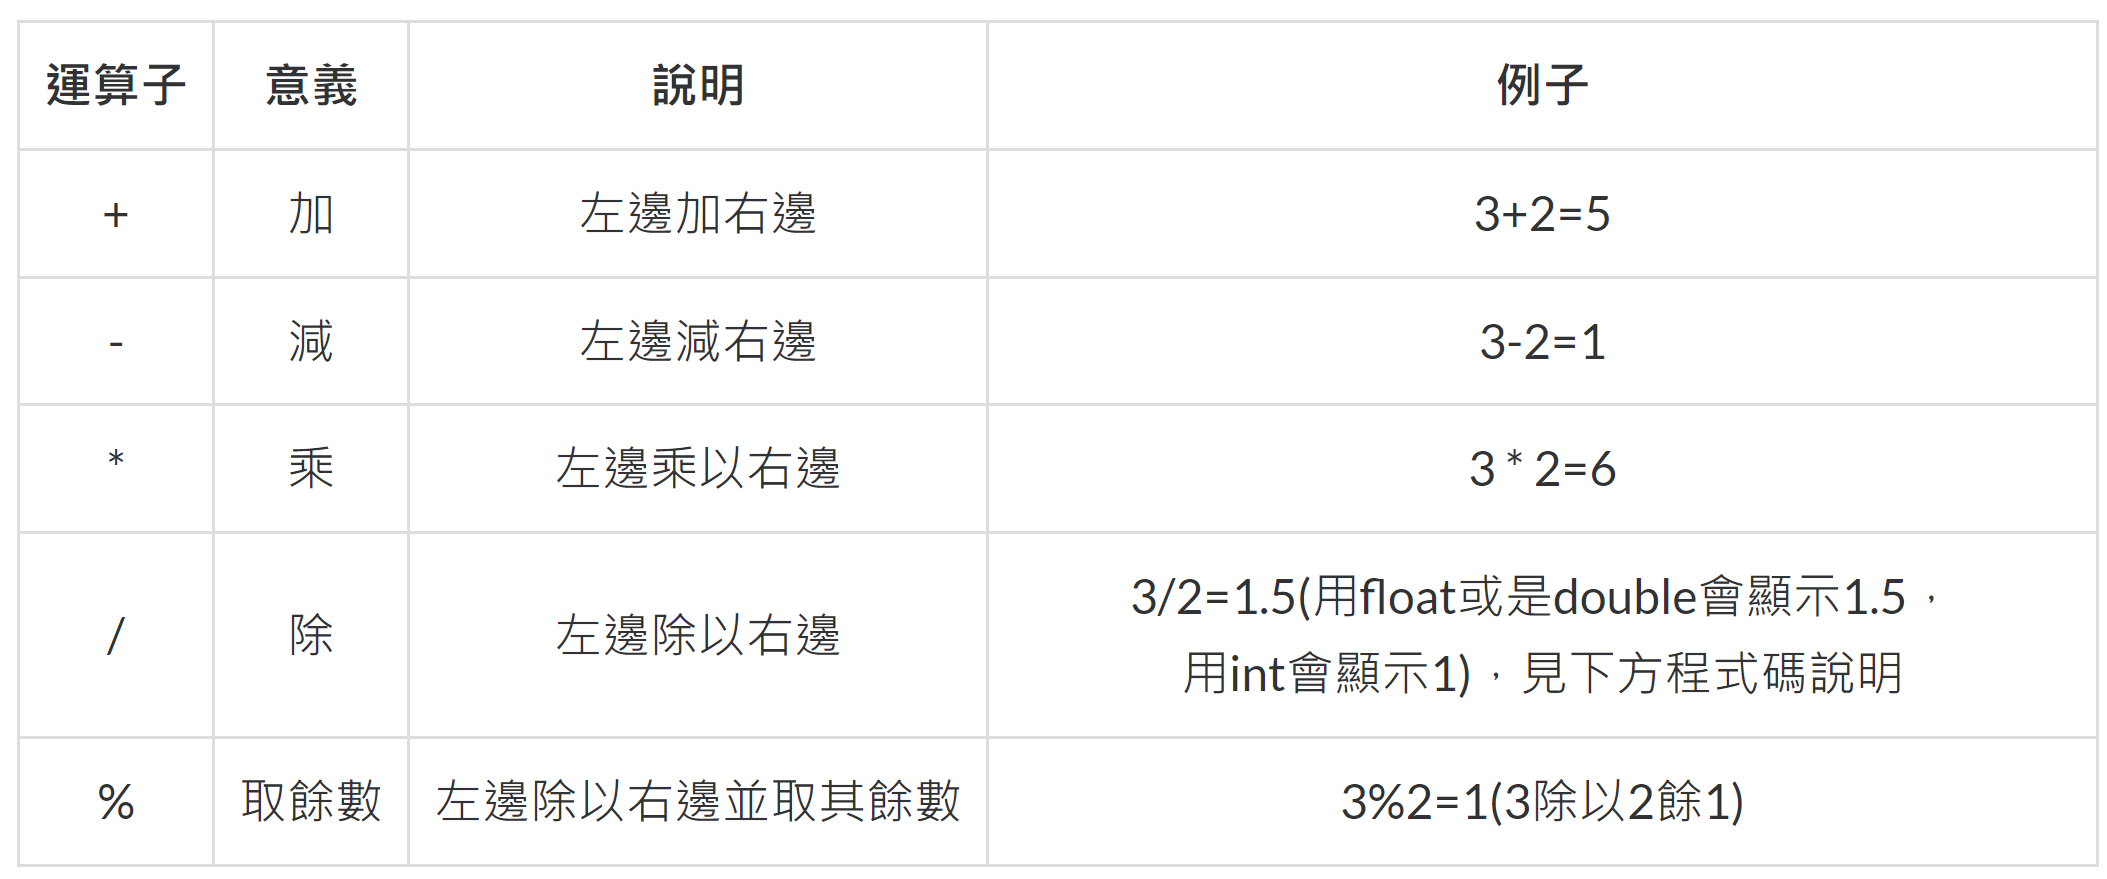 運算子 意義 說明 例子
+ 加 左邊加右邊 3+2=5
- 減 左邊減右邊 3-2=1
* 乘 左邊乘以右邊 3 * 2=6
/ 除 左邊除以右邊 3/2=1.5(用float或是double會顯示1.5，
用int會顯示1)，見下方程式碼說明
% 取餘數 左邊除以右邊並取其餘數 3%2=1(3除以2餘1)